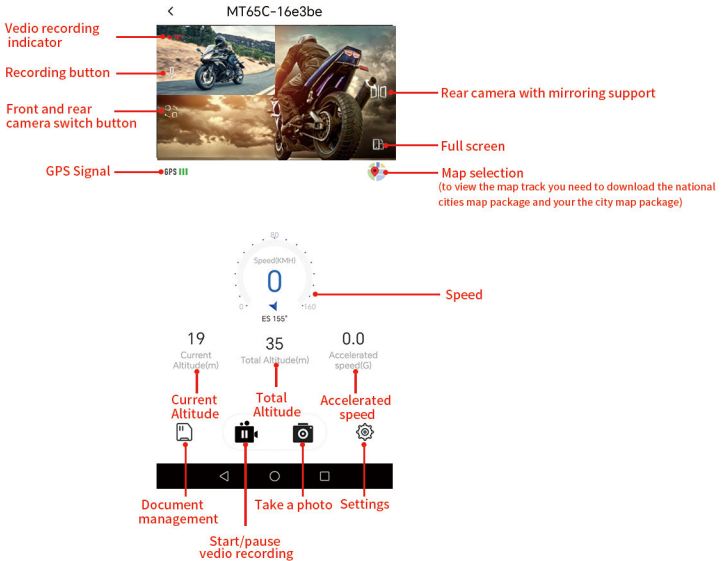 MT65C-16e3be
Vedio recording
indicator
Recording button
Front and rear
camera switch button
Rear camera with mirroring support
Full screen
GPS Signal
GPS
Map selection
(to view the map track you need to download the national
cities map package and your the city map package)
80
Speed(KMH)
0
0
160
ES 155°
Speed
19
Current
Altitude(m)
35
Total Altitude(m)
0.0
Accelerated
speed(G)
Current
Altitude
Total
Altitude
Accelerated
speed
Document
management
Take a photo
Settings
Start/pause
vedio recording